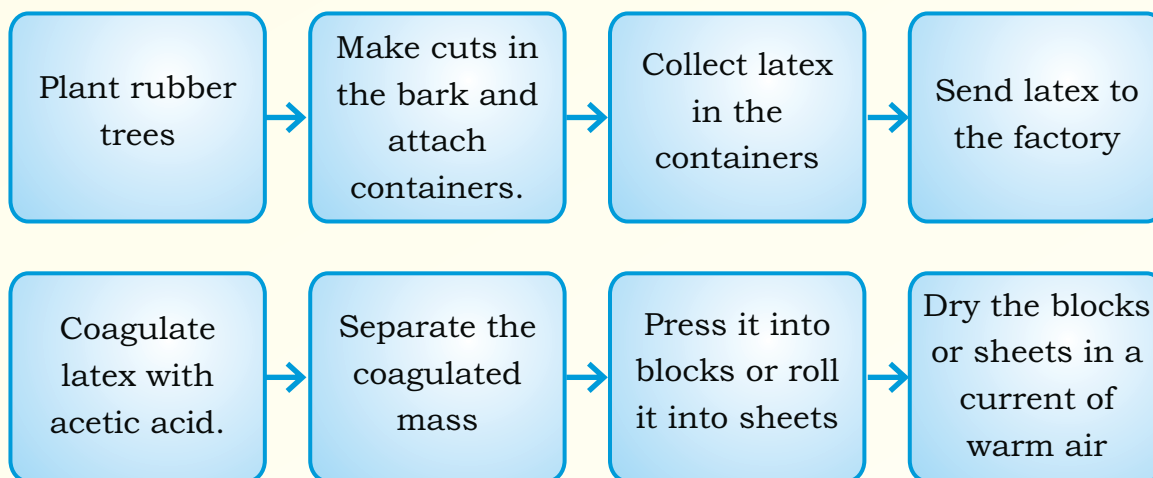 Plant rubber
trees
Make cuts in
the bark and
attach
containers.
Collect latex
in the
containers
Send latex to
the factory
Coagulate
latex with
acetic acid.
Separate the
coagulated
mass
Press it into
blocks or roll
it into sheets
Dry the blocks
or sheets in a
current of
warm air